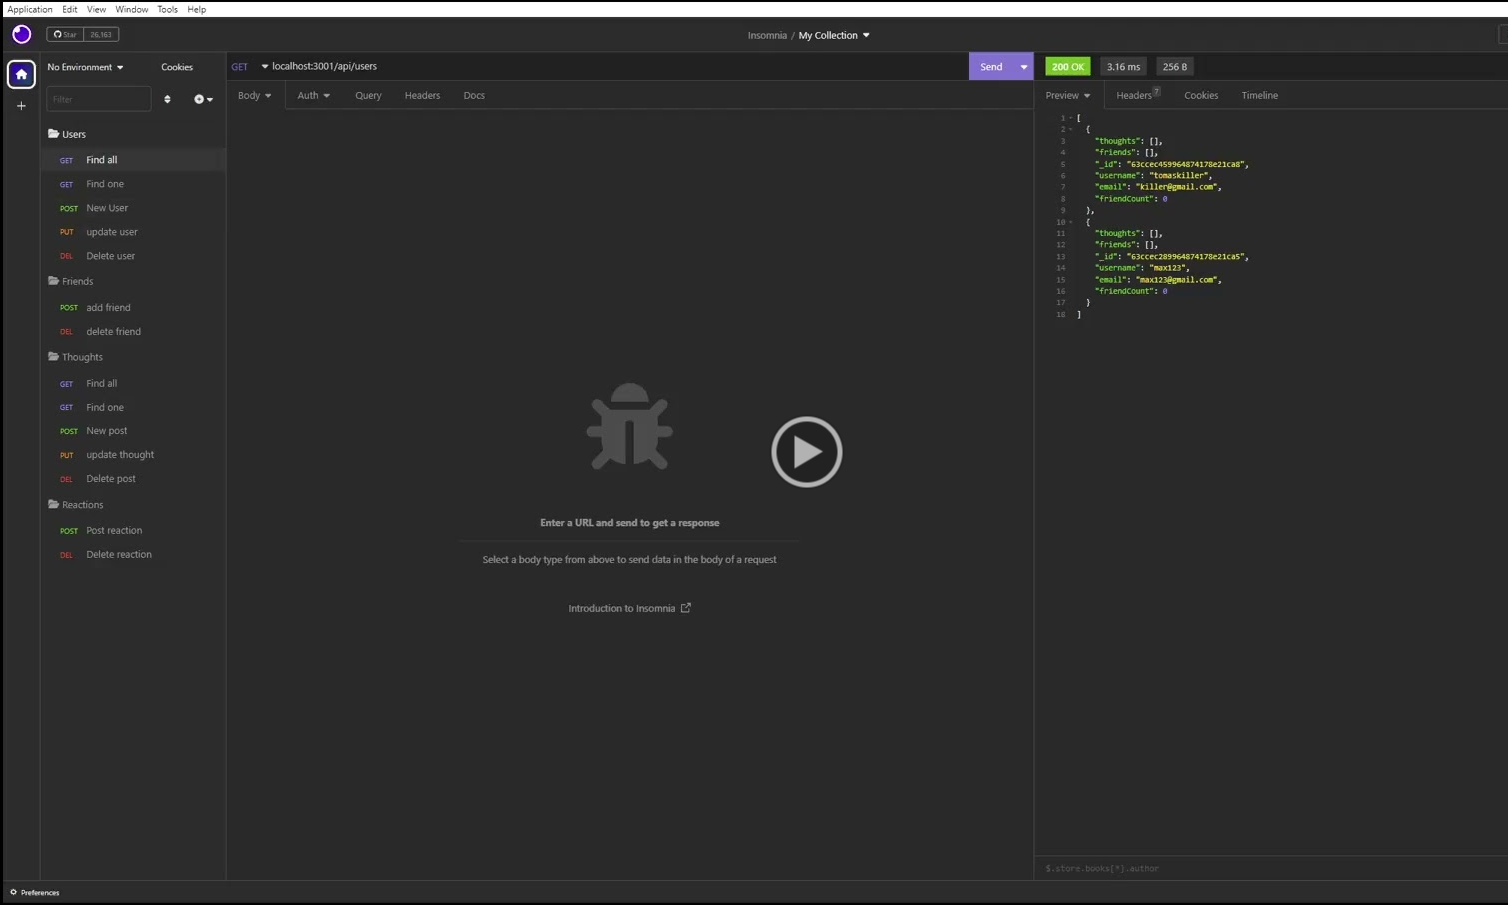 Application Edit View Window Tools Help
Star 26,163
Insomnia / My Collection
No Environment Cookies
GET localhost:3001/api/users
Send
200 OK 3.16 ms 256 B
Filter
Body Auth Query Headers Docs
Preview Headers 7 Cookies Timeline
Users
GET Find all
GET Find one
POST New User
PUT update user
DEL Delete user
Friends
POST add friend
DEL delete friend
Thoughts
GET Find all
GET Find one
POST New post
PUT update thought
DEL Delete post
Reactions
POST Post reaction
DEL Delete reaction
Enter a URL and send to get a response
Select a body type from above to send data in the body of a request
Introduction to Insomnia
1 [
2 {
3 "thoughts": [],
4 "friends": [],
5 "_id": "63ccec459964874178e21ca8",
6 "username": "tomaskiller",
7 "email": "killer@gmail.com",
8 "friendCount": 0
9 },
10 {
11 "thoughts": [],
12 "friends": [],
13 "_id": "63ccec289964874178e21ca5",
14 "username": "max123",
15 "email": "max123@gmail.com",
16 "friendCount": 0
17 }
18 ]
$.store.books[*].author
Preferences